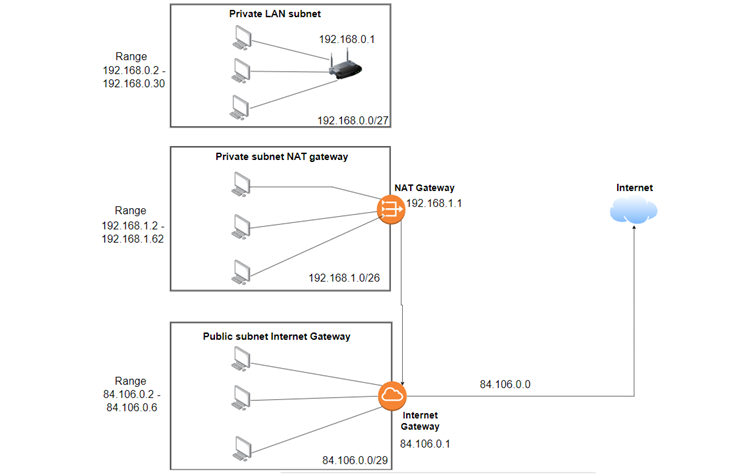 Private LAN subnet
192.168.0.1
Range
192.168.0.2 -
192.168.0.30
192.168.0.0/27
Private subnet NAT gateway
NAT Gateway
192.168.1.1
Internet
Range
192.168.1.2 -
192.168.1.62
192.168.1.0/26
Public subnet Internet Gateway
Range
84.106.0.2 -
84.106.0.6
84.106.0.0
Internet
Gateway
84.106.0.1
84.106.0.0/29